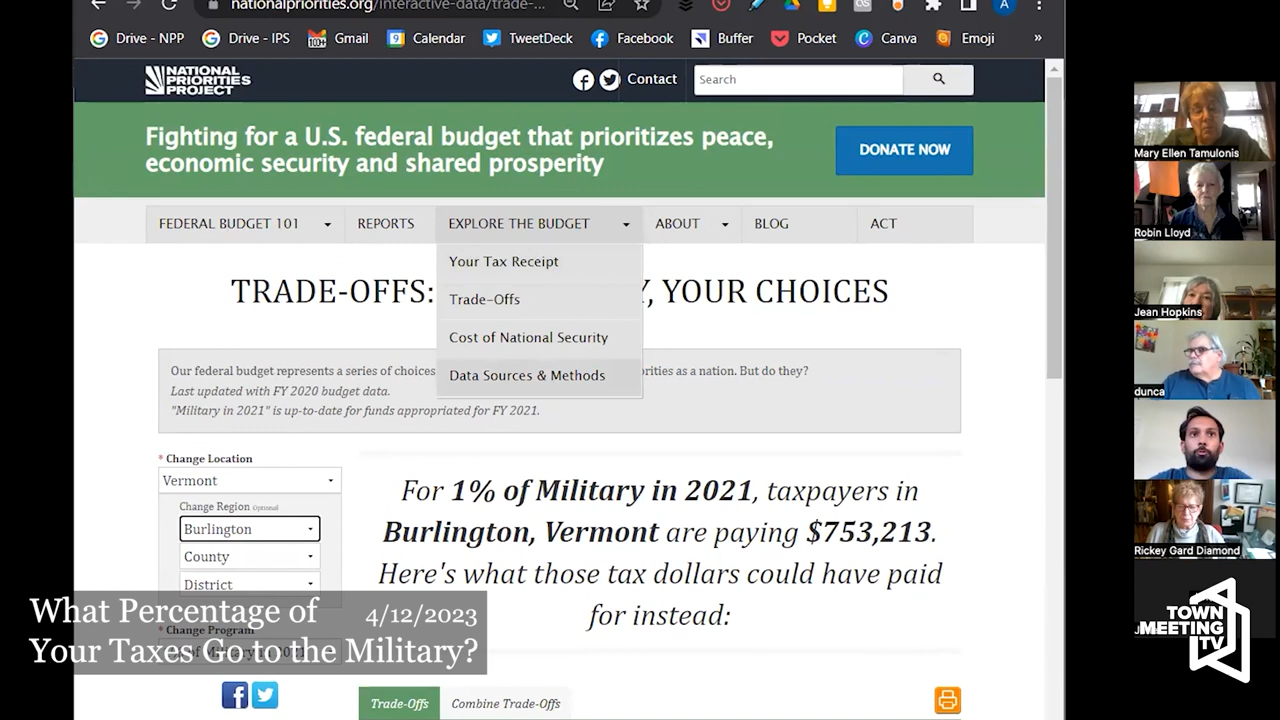 nationalpriorities.org/interactive-data/trade-...
Drive - NPP
Drive - IPS
Gmail
Calendar
TweetDeck
Facebook
Buffer
Pocket
Canva
Emoji
»
NATIONAL
PRIORITIES
PROJECT
Contact
Search
Fighting for a U.S. federal budget that prioritizes peace,
economic security and shared prosperity
DONATE NOW
FEDERAL BUDGET 101
REPORTS
EXPLORE THE BUDGET
ABOUT
BLOG
ACT
Your Tax Receipt
Trade-Offs
Cost of National Security
Data Sources & Methods
TRADE-OFFS: Y, YOUR CHOICES
Our federal budget represents a series of choices orities as a nation. But do they?
Last updated with FY 2020 budget data.
"Military in 2021" is up-to-date for funds appropriated for FY 2021.
* Change Location
Vermont
Change Region Optional
Burlington
County
District
* Change Program
For 1% of Military in 2021, taxpayers in
Burlington, Vermont are paying $753,213.
Here's what those tax dollars could have paid
for instead:
Trade-Offs
Combine Trade-Offs
What Percentage of 4/12/2023
Your Taxes Go to the Military?
Mary Ellen Tamulonis
Robin Lloyd
Jean Hopkins
dunca
Rickey Gard Diamond
TOWN
MEETING
TV